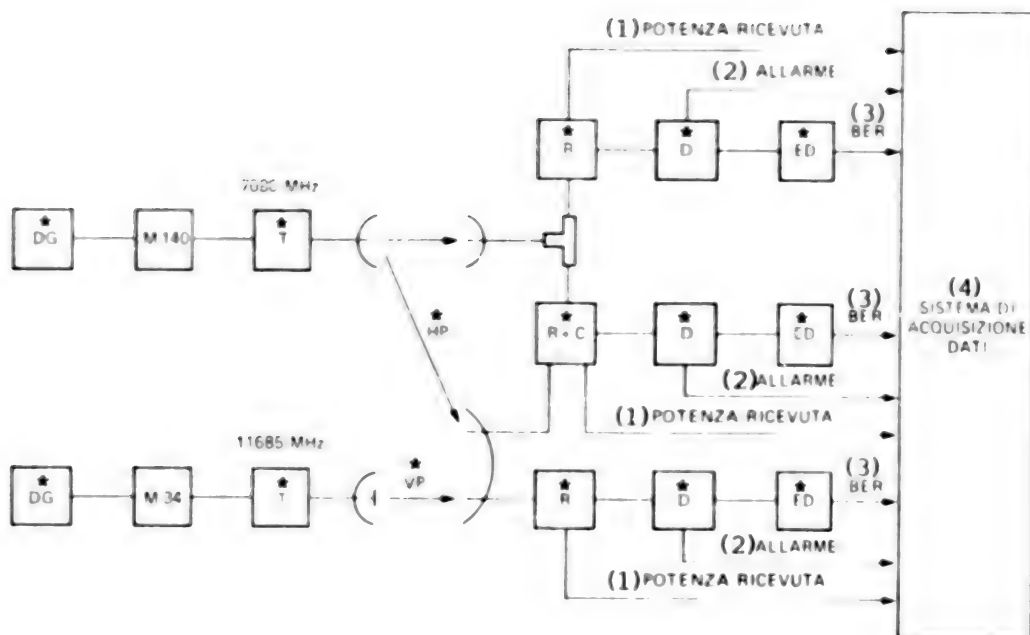 (1) POTENZA RICEVUTA
(2) ALLARME
(3)
BER
* R
* D
* ED
MHz
* DG
M 140
* T
(4)
SISTEMA DI
ACQUISIZIONE
DATI
* HP
(3)
BER
* R + C
* D
* ED
(2) ALLARME
(1) POTENZA RICEVUTA
11685 MHz
* DG
M 34
* T
* VP
(3)
BER
* R
* D
* ED
(2) ALLARME
(1) POTENZA RICEVUTA